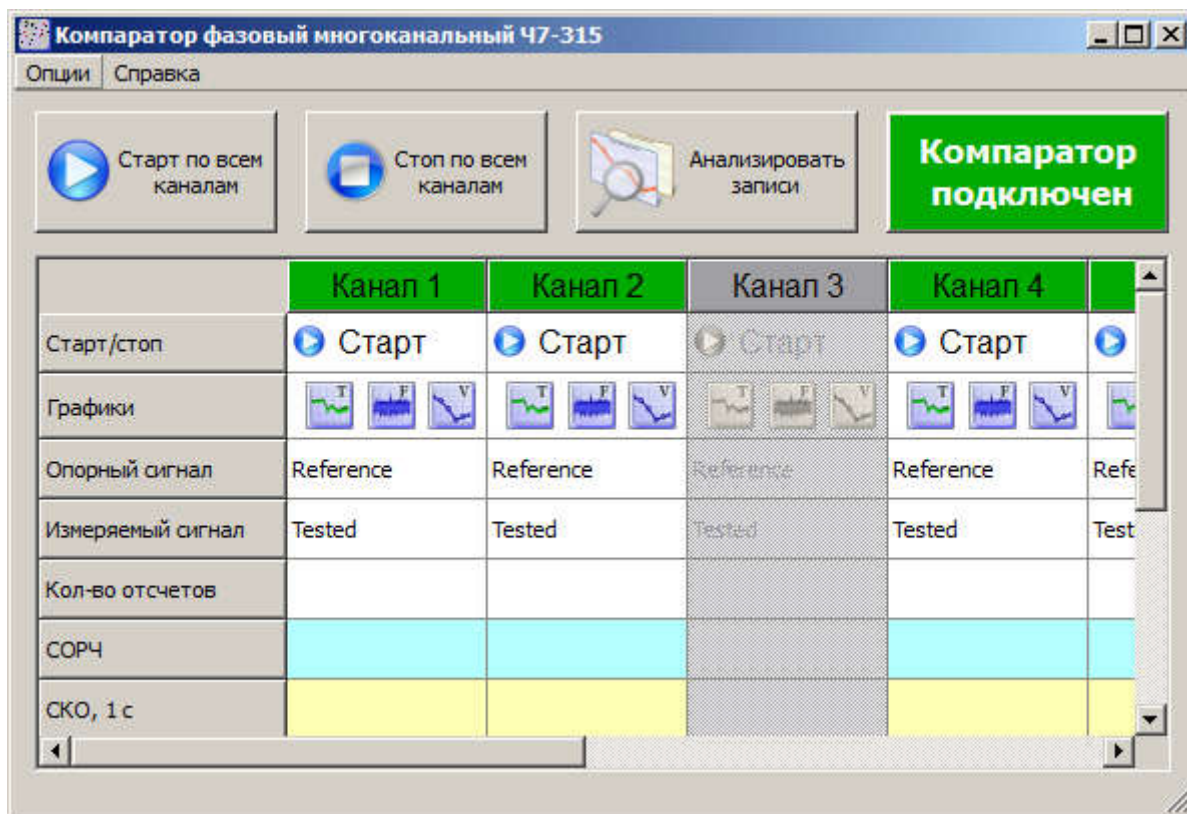 Компаратор фазовый многоканальный Ч7-315
Опции Справка
Старт по всем каналам
Стоп по всем каналам
Анализировать записи
Компаратор подключен
Канал 1 Канал 2 Канал 3 Канал 4
Старт/стоп Старт Старт Старт Старт
Графики T F V T F V T F V T F V
Опорный сигнал Reference Reference Reference Reference Refe
Измеряемый сигнал Tested Tested Tested Tested Test
Кол-во отсчетов
СОРЧ
СКО, 1 с